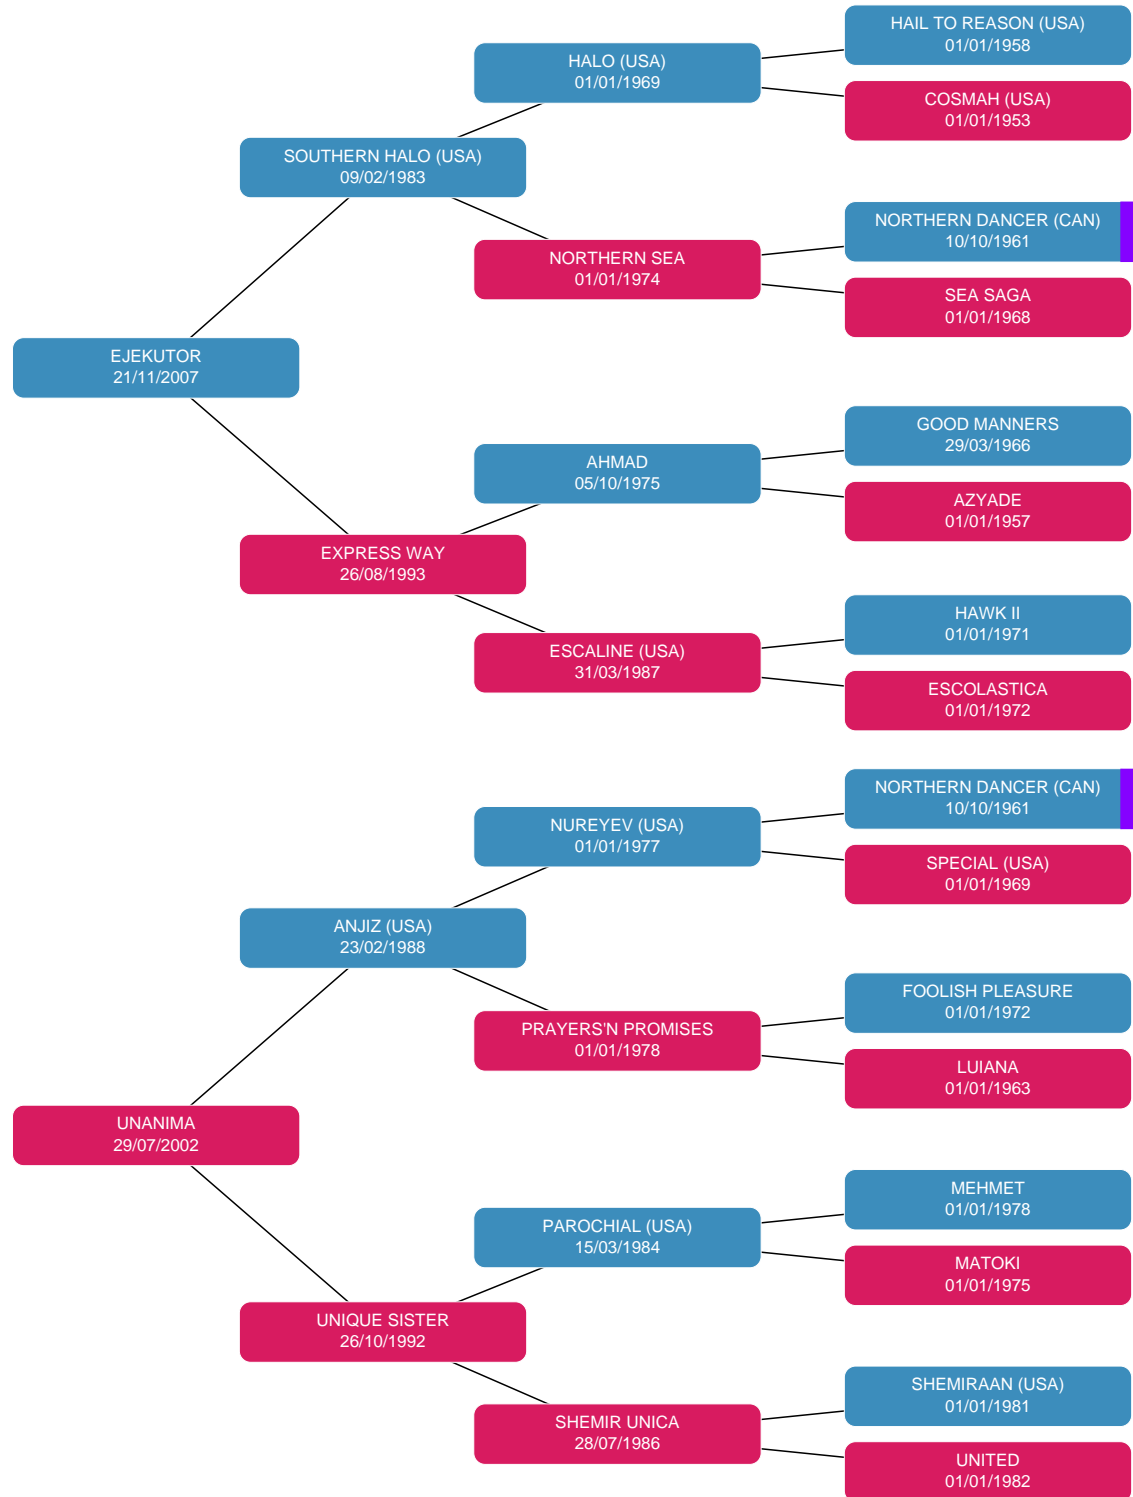 HAIL TO REASON (USA)
01/01/1958
HALO (USA)
01/01/1969
COSMAH (USA)
01/01/1953
SOUTHERN HALO (USA)
09/02/1983
NORTHERN DANCER (CAN)
10/10/1961
NORTHERN SEA
01/01/1974
SEA SAGA
01/01/1968
EJEKUTOR
21/11/2007
GOOD MANNERS
29/03/1966
AHMAD
05/10/1975
AZYADE
01/01/1957
EXPRESS WAY
26/08/1993
HAWK II
01/01/1971
ESCALINE (USA)
31/03/1987
ESCOLASTICA
01/01/1972
NORTHERN DANCER (CAN)
10/10/1961
NUREYEV (USA)
01/01/1977
SPECIAL (USA)
01/01/1969
ANJIZ (USA)
23/02/1988
FOOLISH PLEASURE
01/01/1972
PRAYERS'N PROMISES
01/01/1978
LUIANA
01/01/1963
UNANIMA
29/07/2002
MEHMET
01/01/1978
PAROCHIAL (USA)
15/03/1984
MATOKI
01/01/1975
UNIQUE SISTER
26/10/1992
SHEMIRAAN (USA)
01/01/1981
SHEMIR UNICA
28/07/1986
UNITED
01/01/1982